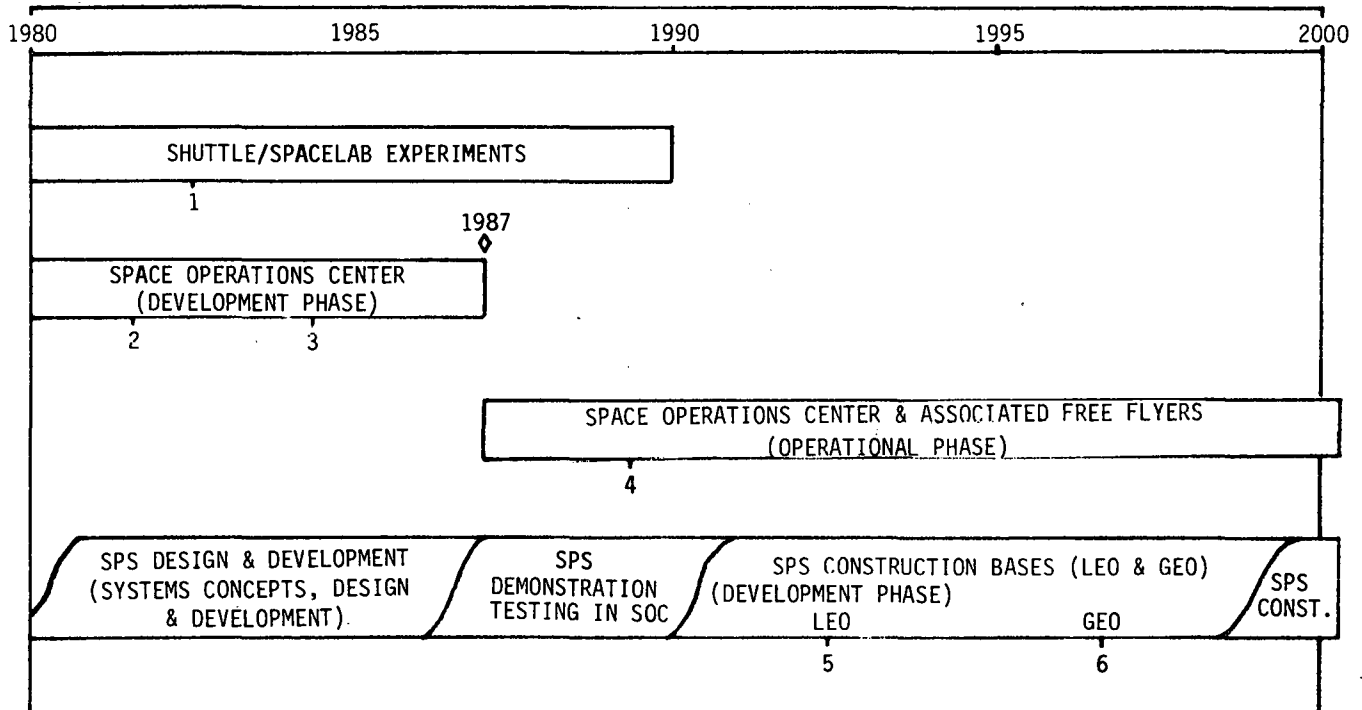 1980 1985 1990 1995 2000
SHUTTLE/SPACELAB EXPERIMENTS
1
1987
SPACE OPERATIONS CENTER
(DEVELOPMENT PHASE)
2 3
SPACE OPERATIONS CENTER & ASSOCIATED FREE FLYERS
(OPERATIONAL PHASE)
4
SPS DESIGN & DEVELOPMENT
(SYSTEMS CONCEPTS, DESIGN
& DEVELOPMENT)
SPS
DEMONSTRATION
TESTING IN SOC
SPS CONSTRUCTION BASES (LEO & GEO)
(DEVELOPMENT PHASE)
LEO GEO
SPS
CONST.
5 6